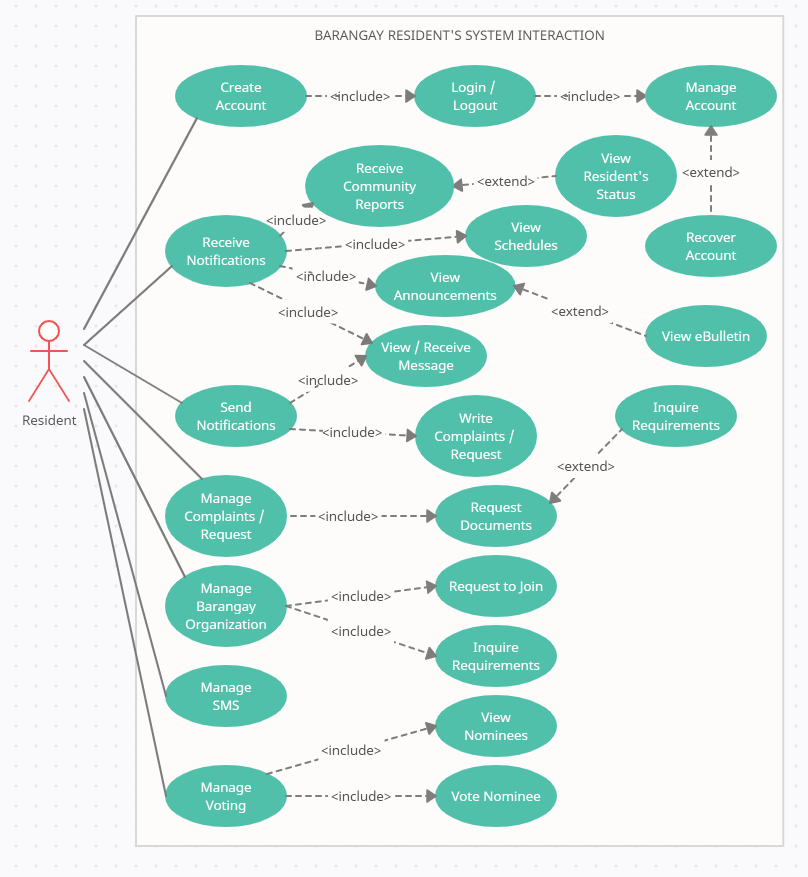 BARANGAY RESIDENT'S SYSTEM INTERACTION
Create
Account
<include>
Login /
Logout
<include>
Manage
Account
Receive
Community
Reports
<extend>
View
Resident's
Status
<extend>
Recover
Account
Receive
Notifications
<include>
<include>
View
Schedules
<include>
View
Announcements
<extend>
View eBulletin
<include>
View / Receive
Message
Resident
Send
Notifications
<include>
<include>
Write
Complaints /
Request
Inquire
Requirements
<extend>
Manage
Complaints /
Request
<include>
Request
Documents
Manage
Barangay
Organization
<include>
Request to Join
<include>
Inquire
Requirements
Manage
SMS
Manage
Voting
<include>
View
Nominees
<include>
Vote Nominee